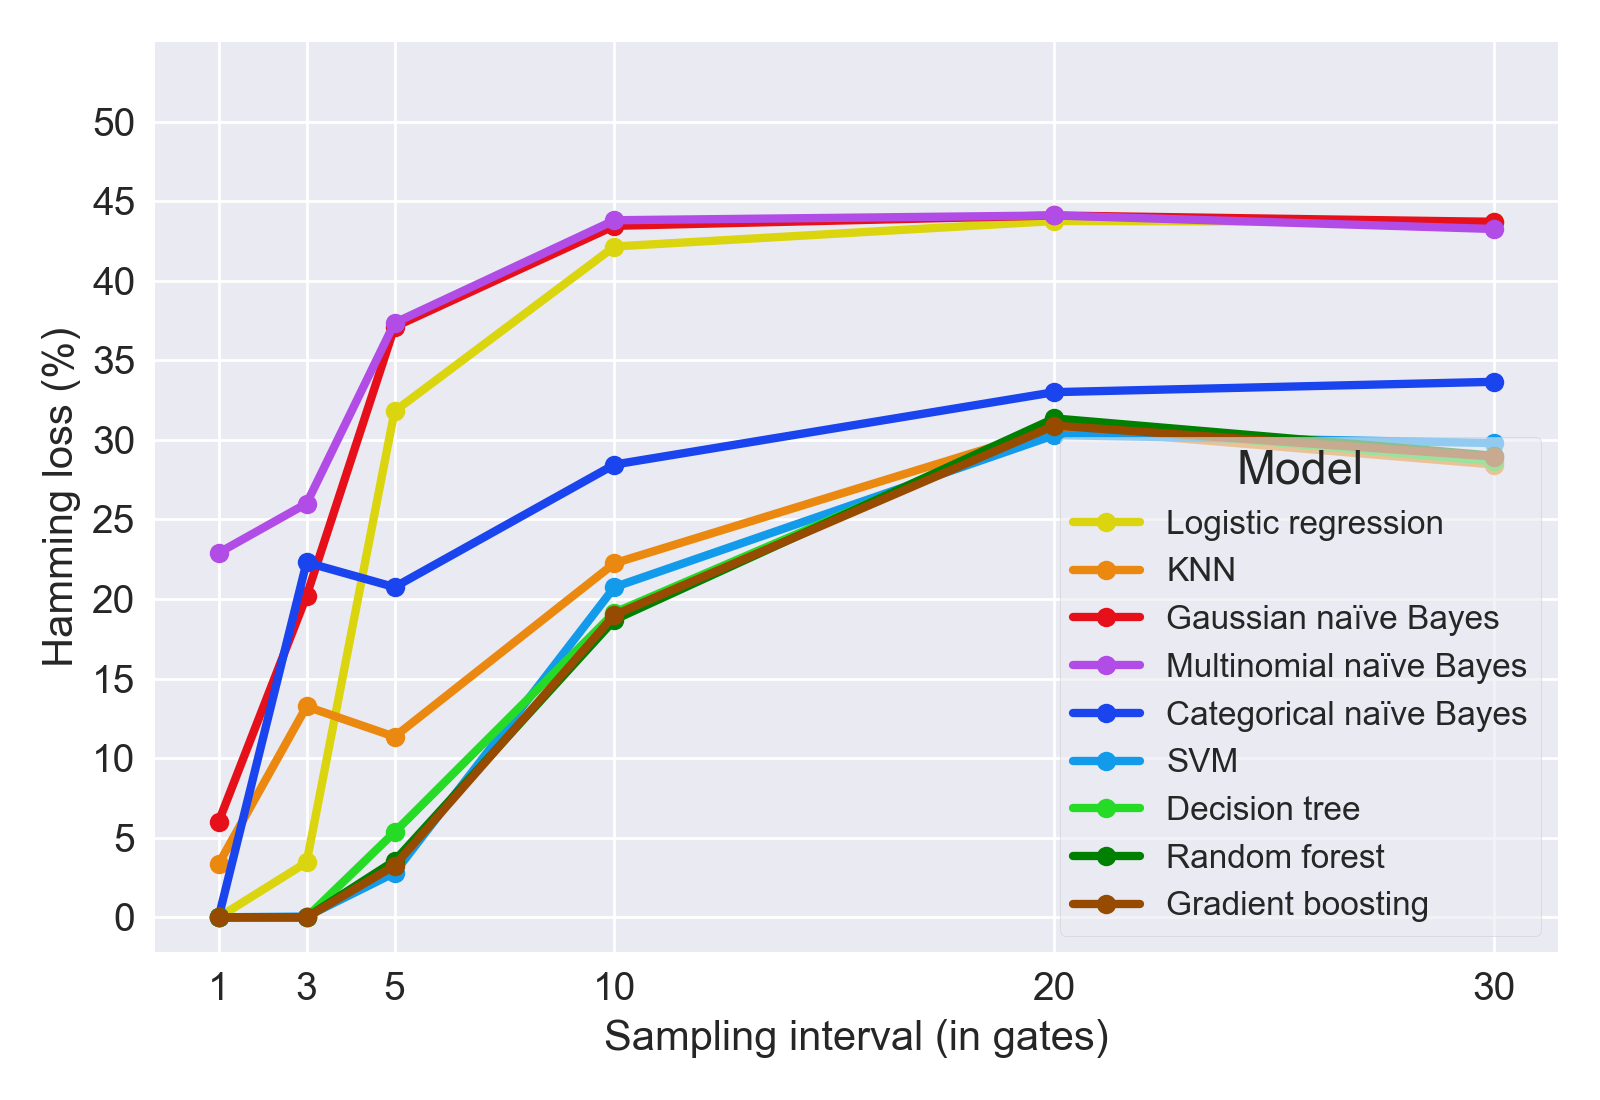 50
45
40
35
30
25
20
15
10
5
0
Hamming loss (%)
1 3 5 10 20 30
Sampling interval (in gates)
Model
Logistic regression
KNN
Gaussian naïve Bayes
Multinomial naïve Bayes
Categorical naïve Bayes
SVM
Decision tree
Random forest
Gradient boosting